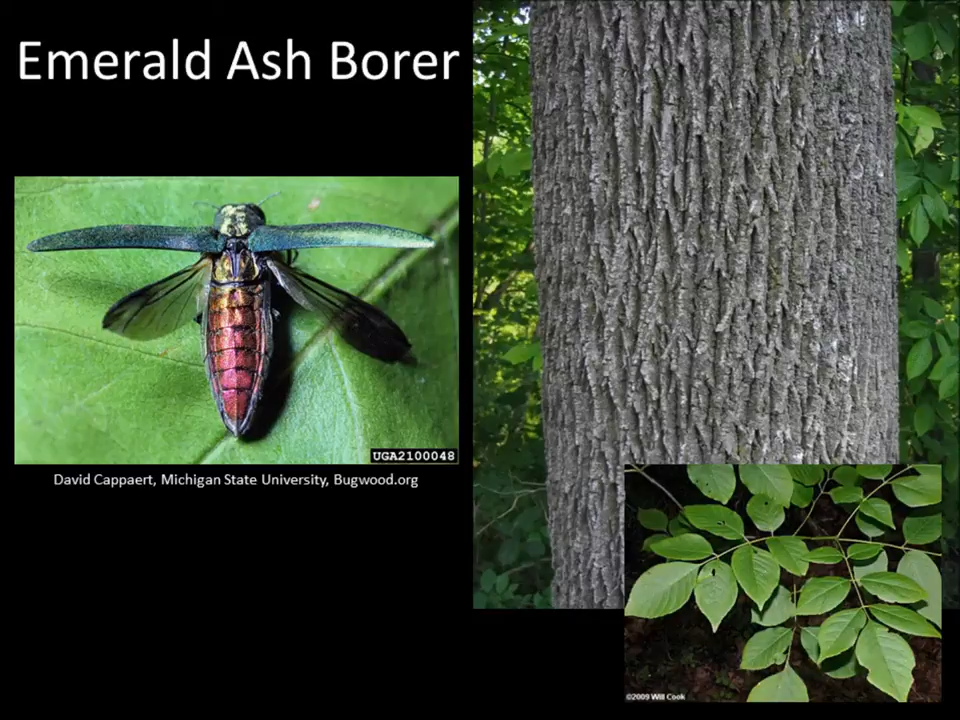 Emerald Ash Borer
UGA2100048
David Cappaert, Michigan State University, Bugwood.org
©2009 Will Cook